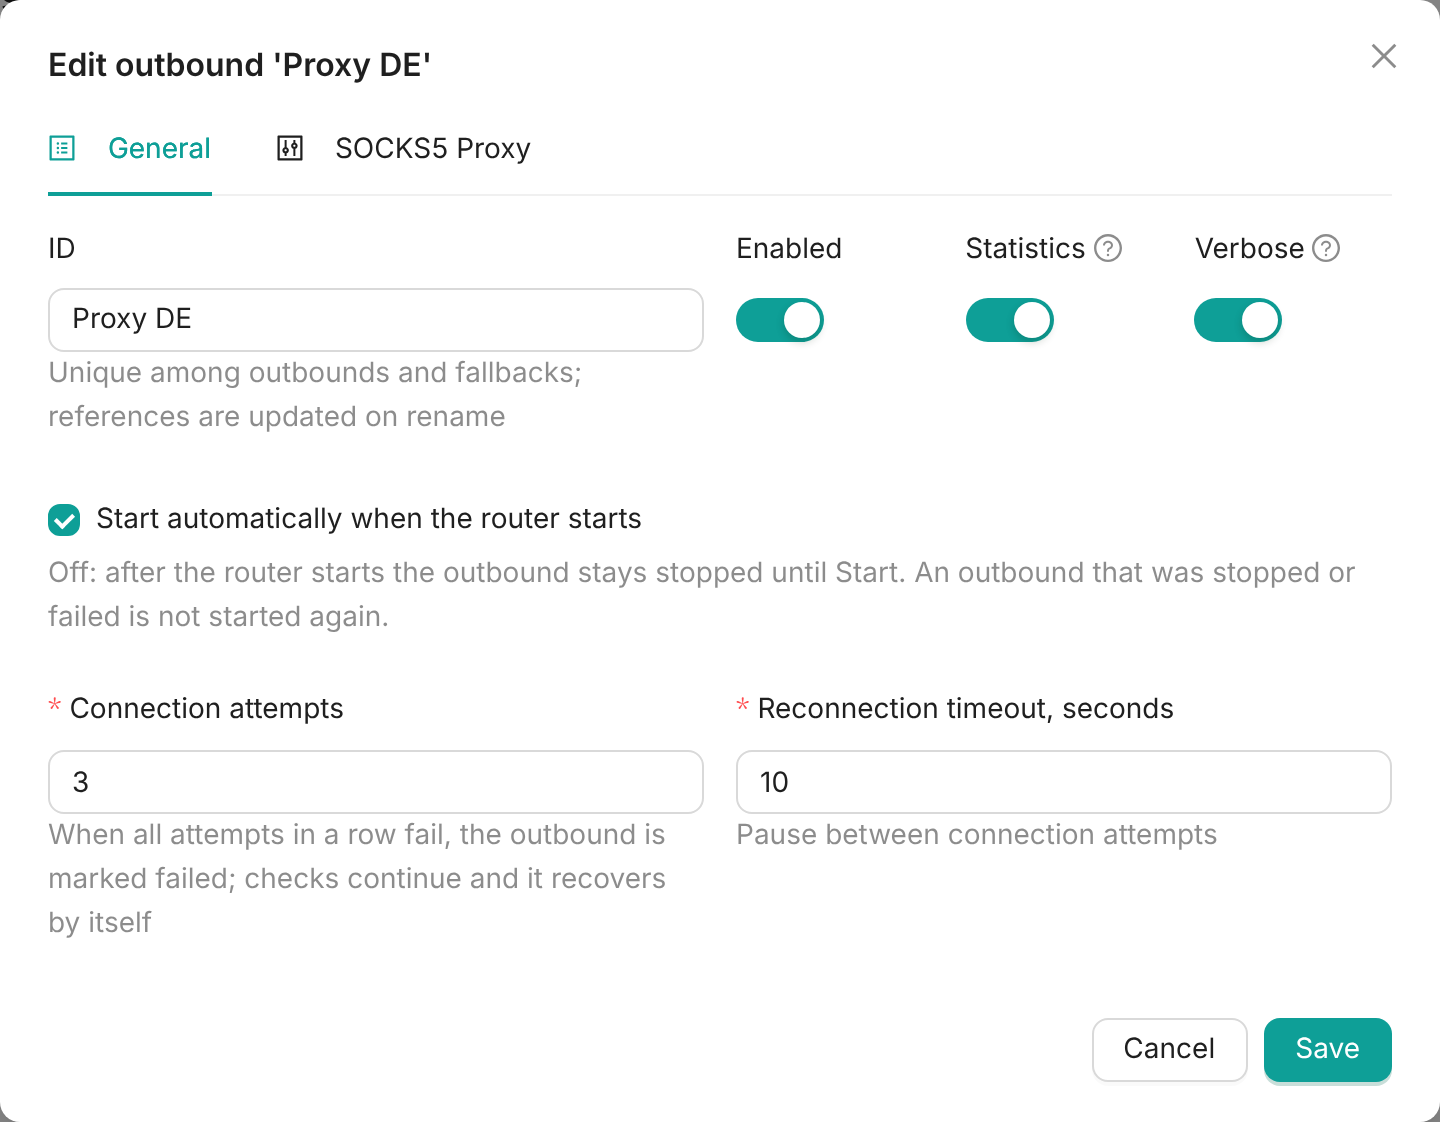 Edit outbound 'Proxy DE'
General
SOCKS5 Proxy
ID
Enabled
Statistics
Verbose
Proxy DE
Unique among outbounds and fallbacks;
references are updated on rename
Start automatically when the router starts
Off: after the router starts the outbound stays stopped until Start. An outbound that was stopped or
failed is not started again.
* Connection attempts
* Reconnection timeout, seconds
3
10
When all attempts in a row fail, the outbound is
marked failed; checks continue and it recovers
by itself
Pause between connection attempts
Cancel
Save